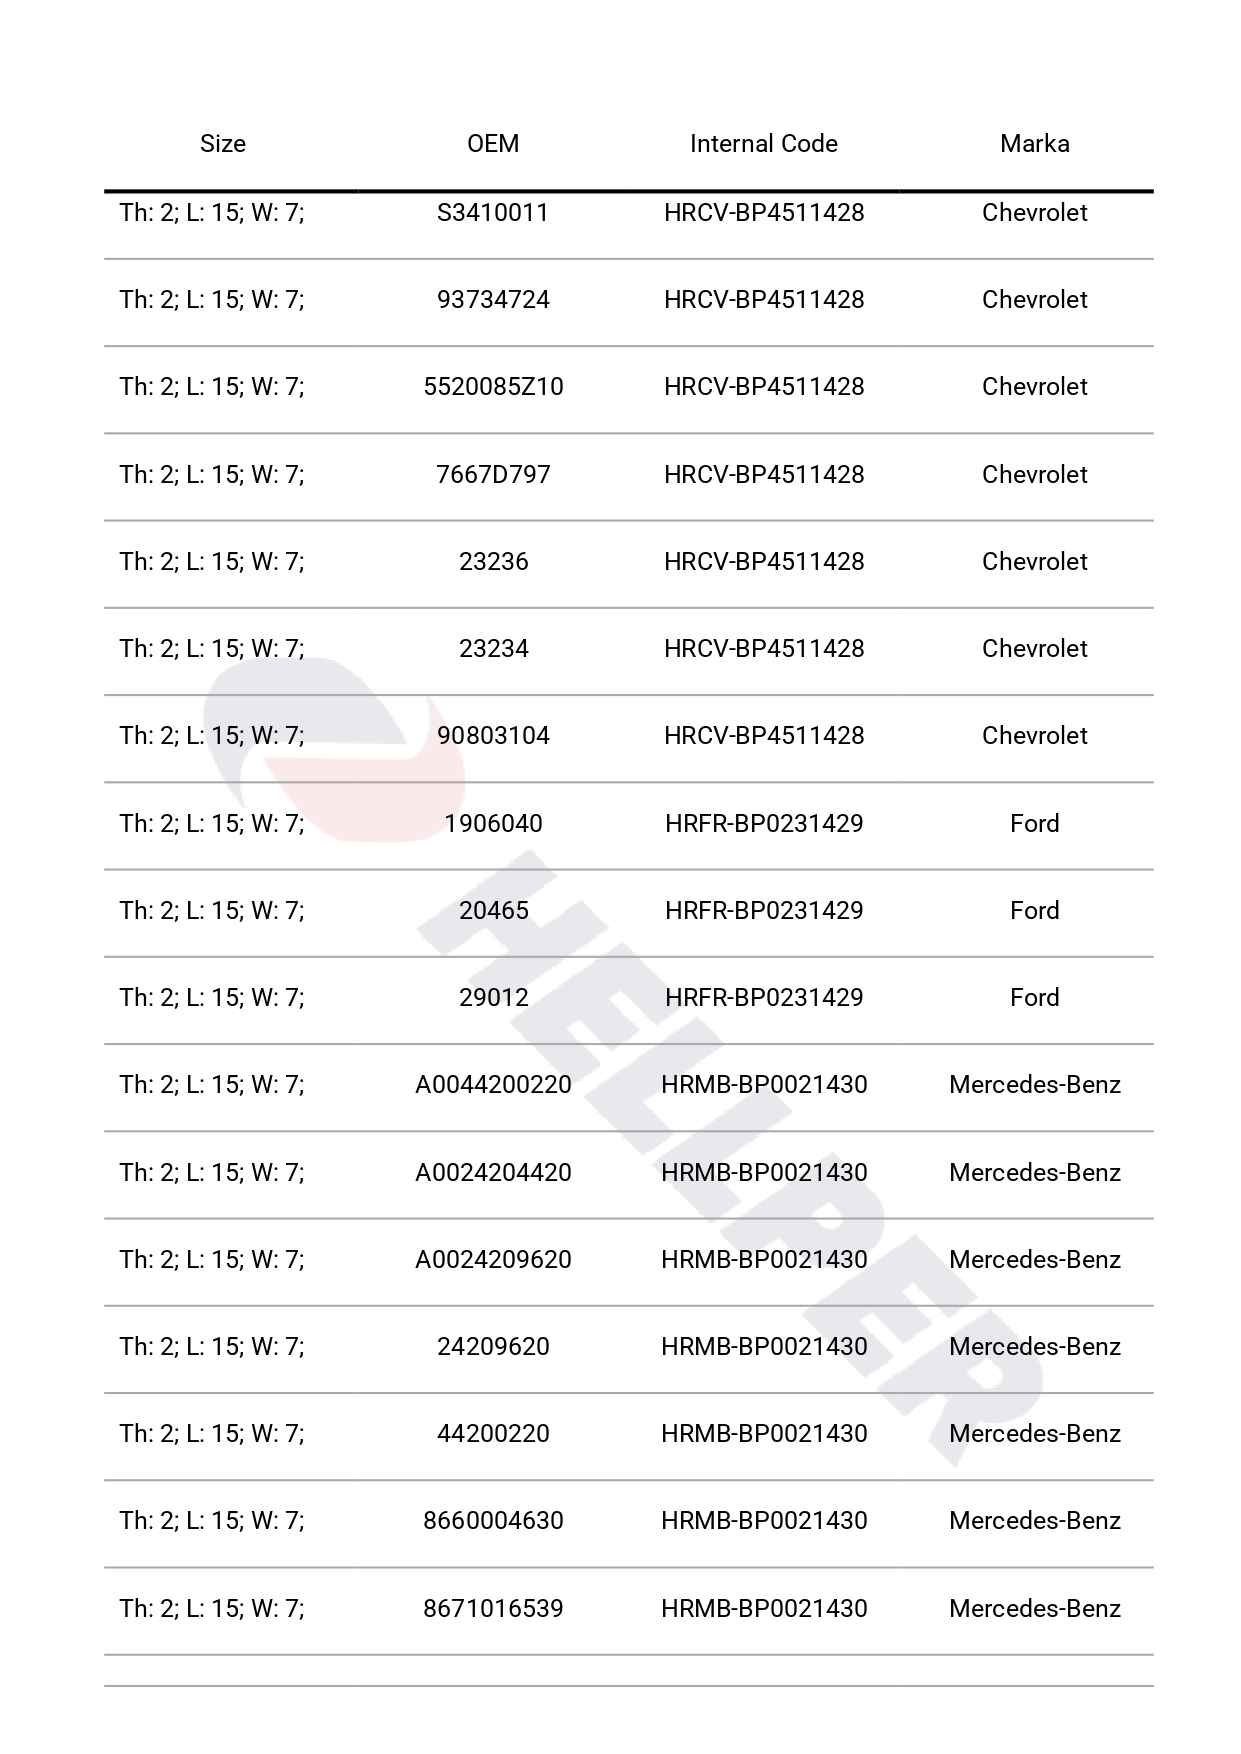 Size OEM Internal Code Marka
Th: 2; L: 15; W: 7; S3410011 HRCV-BP4511428 Chevrolet
Th: 2; L: 15; W: 7; 93734724 HRCV-BP4511428 Chevrolet
Th: 2; L: 15; W: 7; 5520085Z10 HRCV-BP4511428 Chevrolet
Th: 2; L: 15; W: 7; 7667D797 HRCV-BP4511428 Chevrolet
Th: 2; L: 15; W: 7; 23236 HRCV-BP4511428 Chevrolet
Th: 2; L: 15; W: 7; 23234 HRCV-BP4511428 Chevrolet
Th: 2; L: 15; W: 7; 90803104 HRCV-BP4511428 Chevrolet
Th: 2; L: 15; W: 7; 1906040 HRFR-BP0231429 Ford
Th: 2; L: 15; W: 7; 20465 HRFR-BP0231429 Ford
Th: 2; L: 15; W: 7; 29012 HRFR-BP0231429 Ford
Th: 2; L: 15; W: 7; A0044200220 HRMB-BP0021430 Mercedes-Benz
Th: 2; L: 15; W: 7; A0024204420 HRMB-BP0021430 Mercedes-Benz
Th: 2; L: 15; W: 7; A0024209620 HRMB-BP0021430 Mercedes-Benz
Th: 2; L: 15; W: 7; 24209620 HRMB-BP0021430 Mercedes-Benz
Th: 2; L: 15; W: 7; 44200220 HRMB-BP0021430 Mercedes-Benz
Th: 2; L: 15; W: 7; 8660004630 HRMB-BP0021430 Mercedes-Benz
Th: 2; L: 15; W: 7; 8671016539 HRMB-BP0021430 Mercedes-Benz
HELLPER